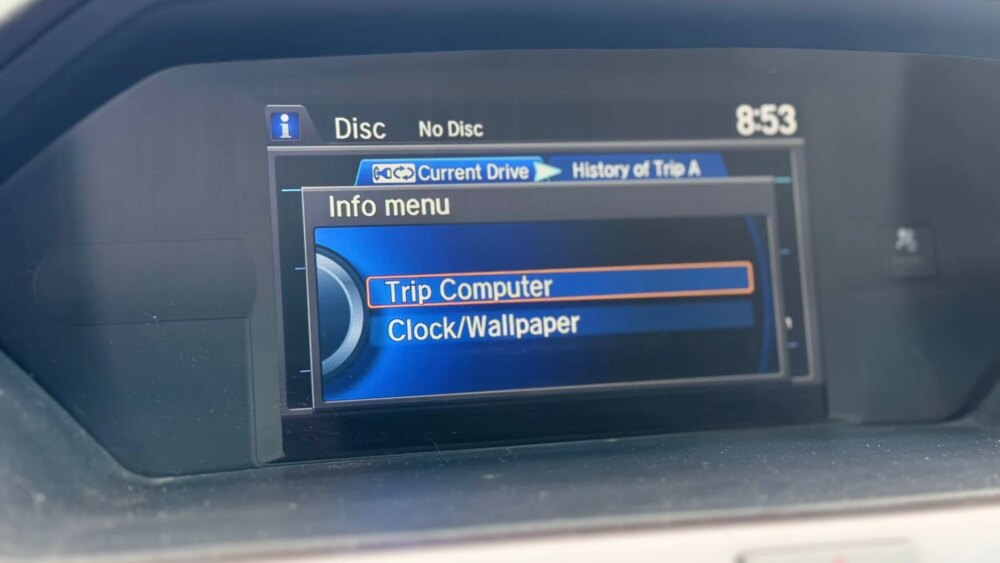 i Disc No Disc 8:53
Current Drive History of Trip A
Info menu
Trip Computer
Clock/Wallpaper